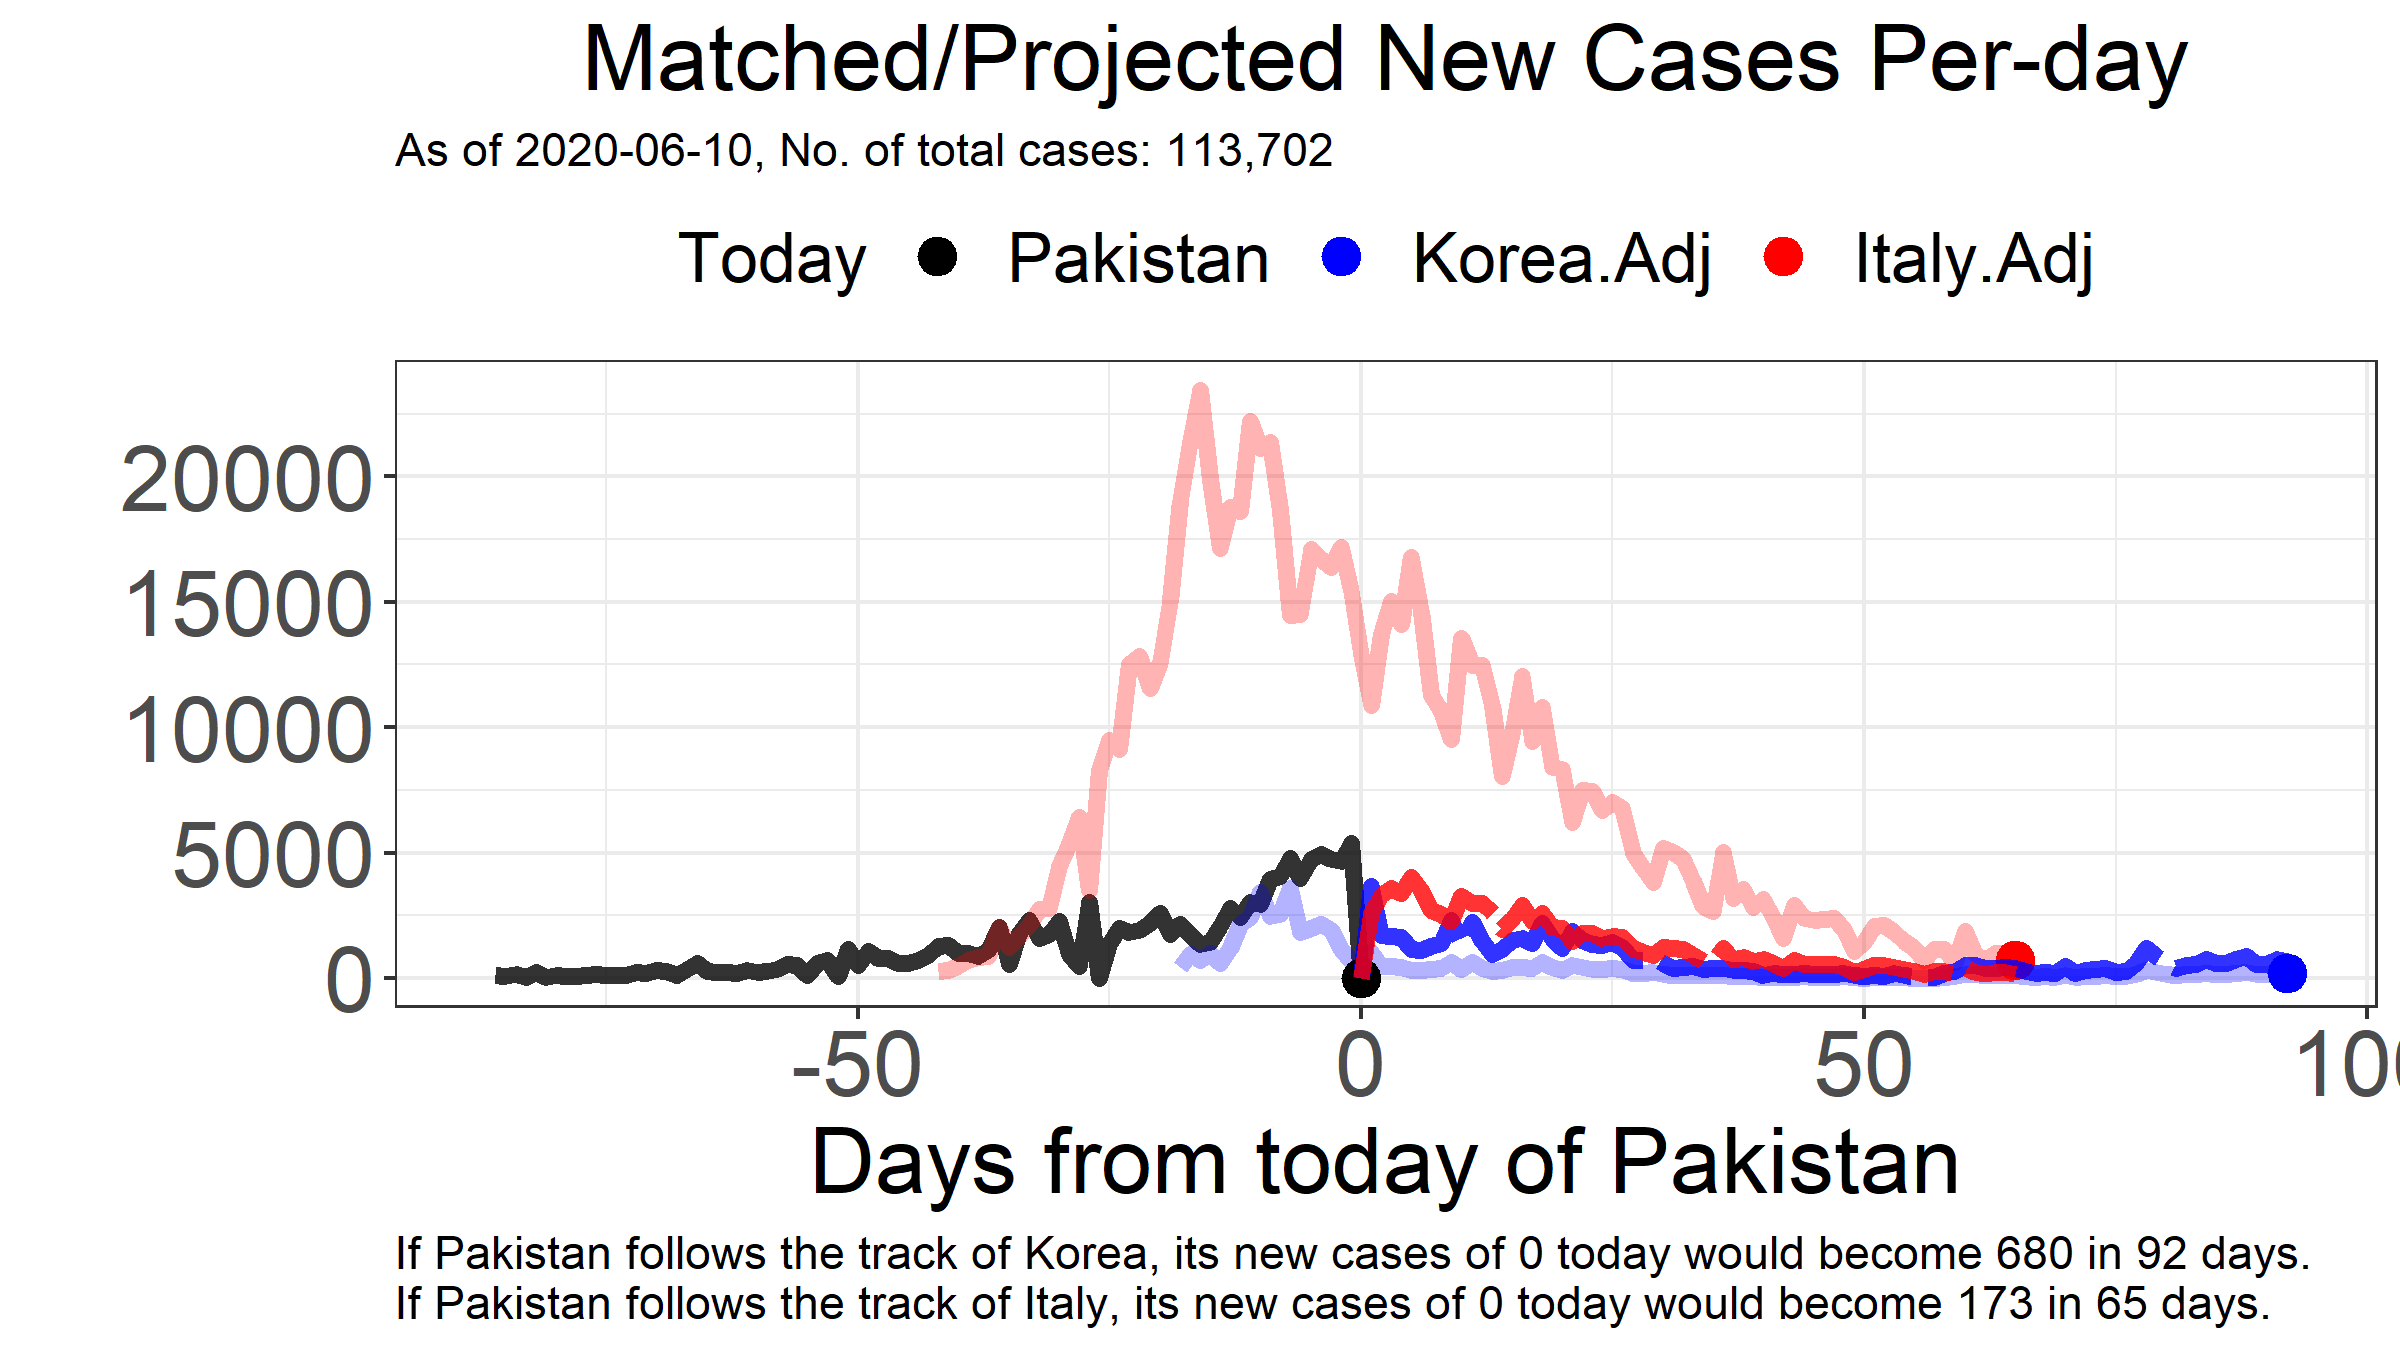 Matched/Projected New Cases Per-day
As of 2020-06-10, No. of total cases: 113,702
Today Pakistan Korea.Adj Italy.Adj
20000
15000
10000
5000
0
-50 0 50 100
Days from today of Pakistan
If Pakistan follows the track of Korea, its new cases of 0 today would become 680 in 92 days.
If Pakistan follows the track of Italy, its new cases of 0 today would become 173 in 65 days.